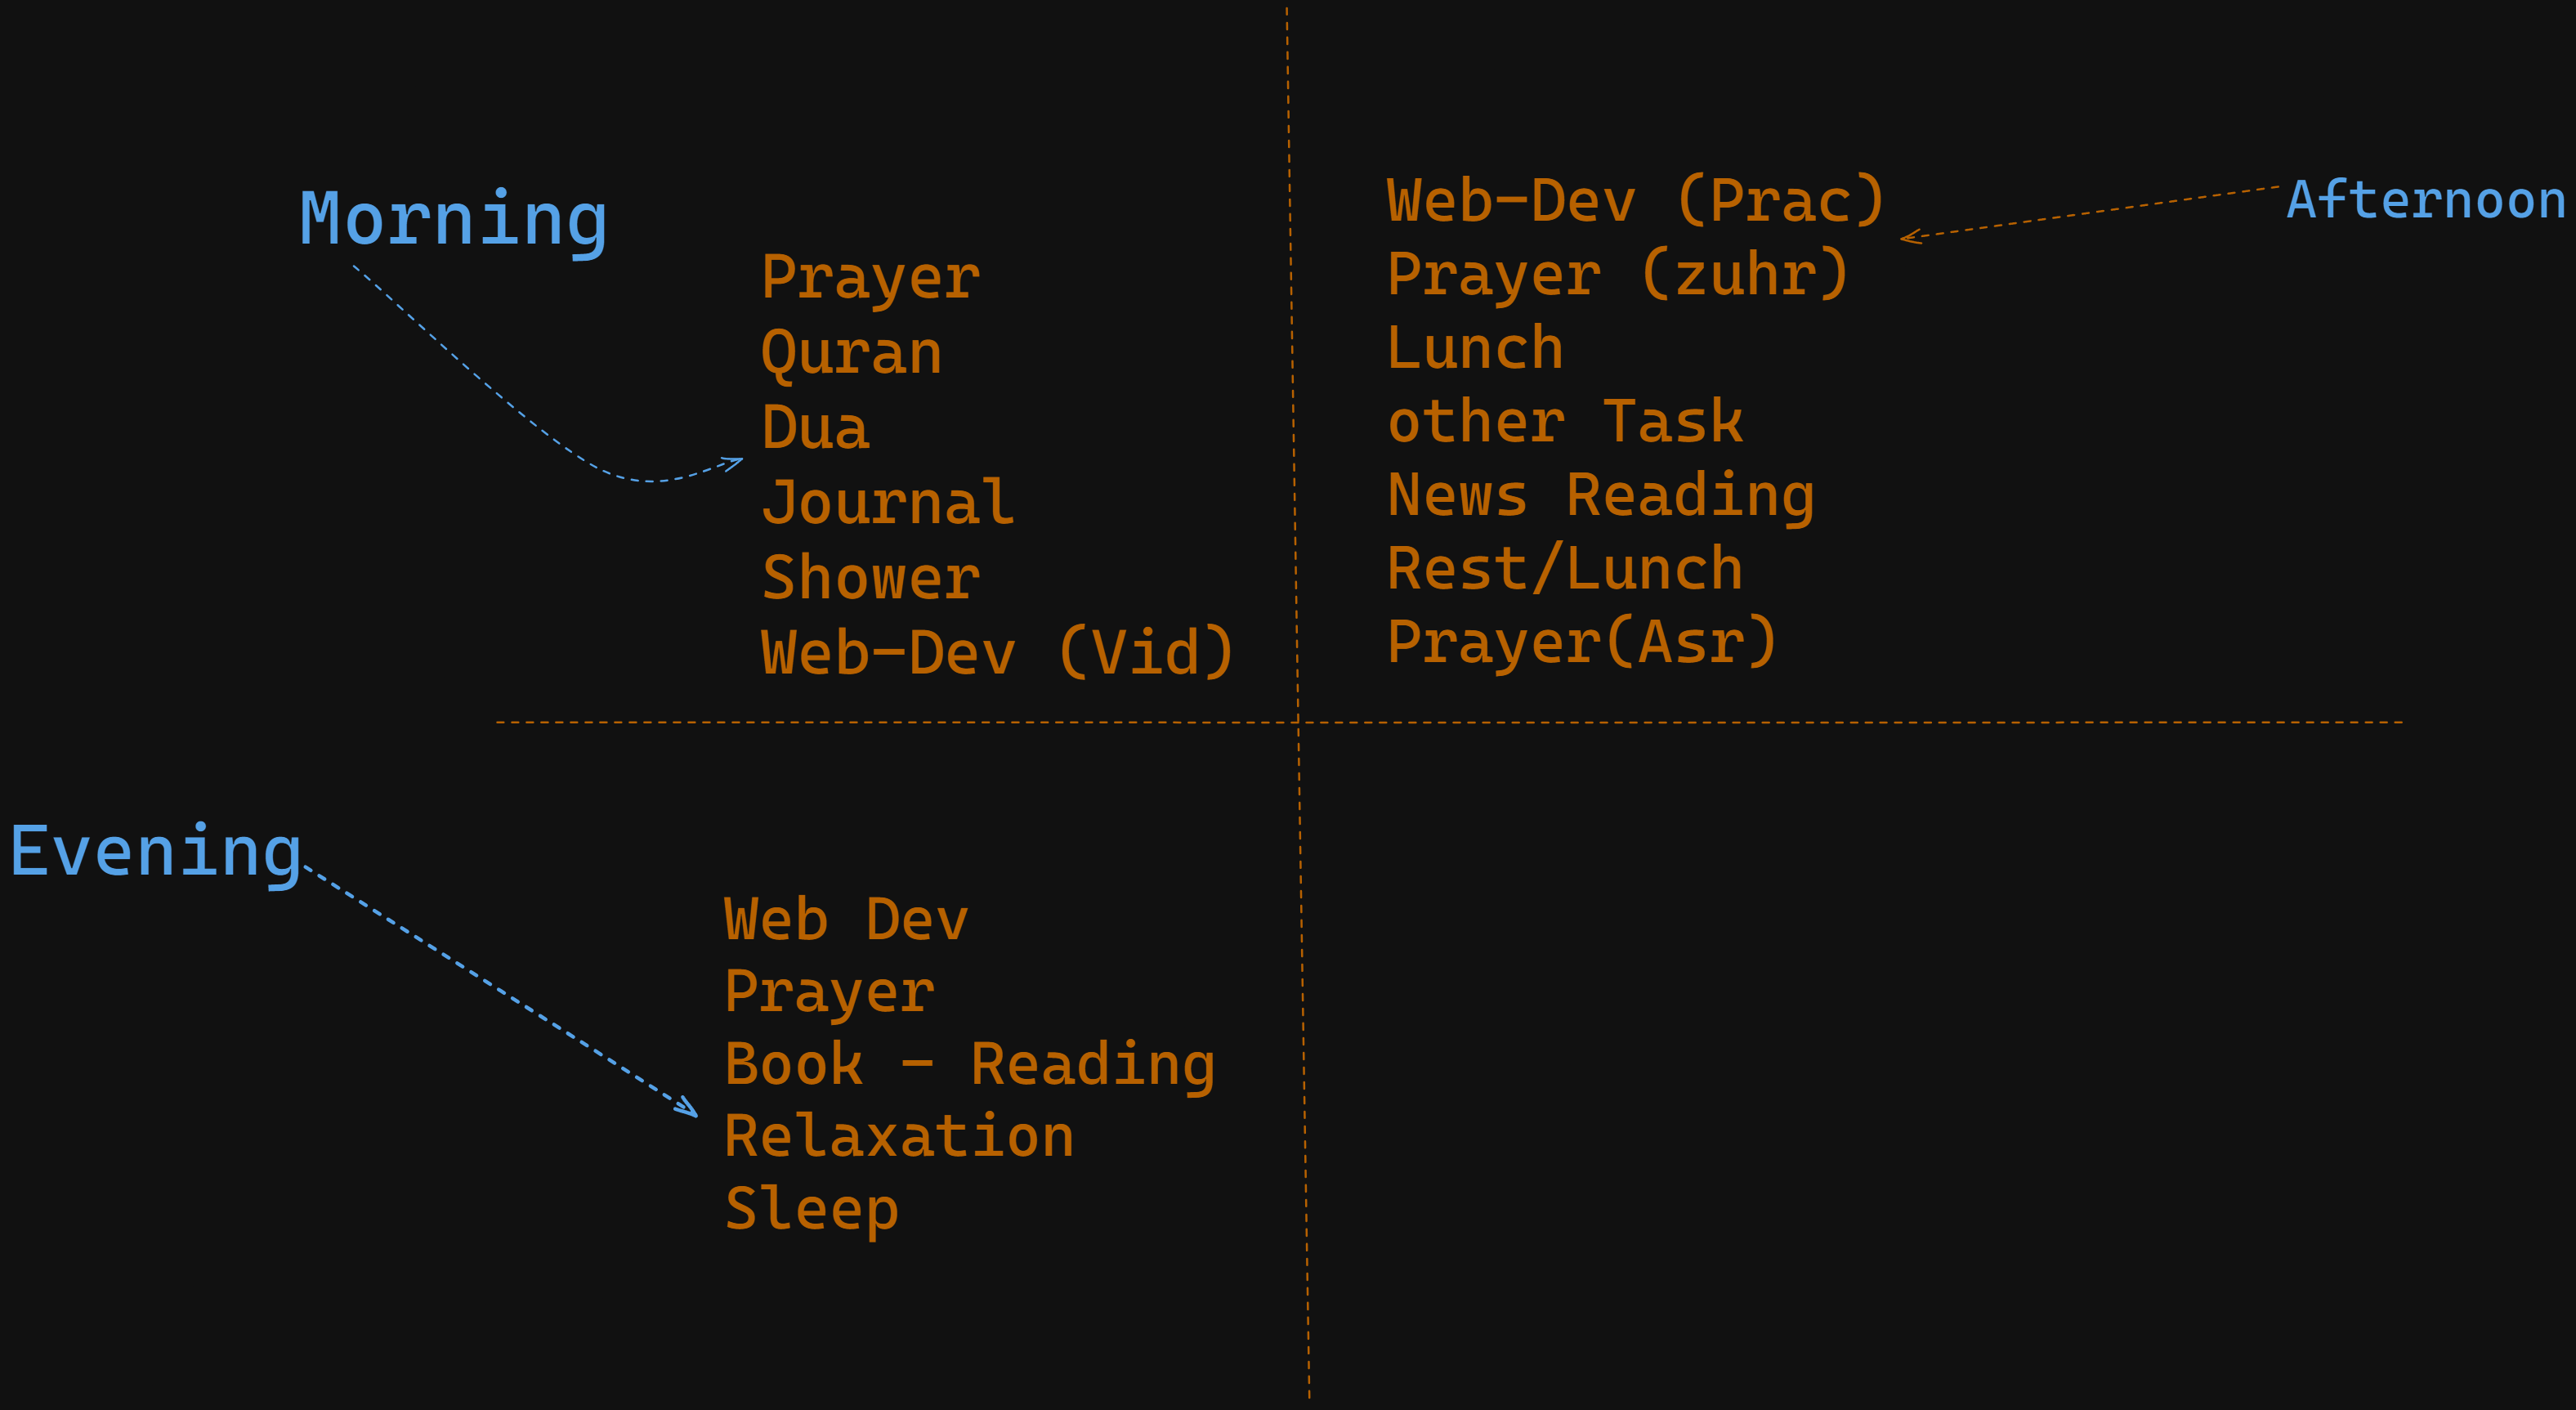 Morning
Prayer
Quran
Dua
Journal
Shower
Web-Dev (Vid)
Afternoon
Web-Dev (Prac)
Prayer (zuhr)
Lunch
other Task
News Reading
Rest/Lunch
Prayer(Asr)
Evening
Web Dev
Prayer
Book - Reading
Relaxation
Sleep